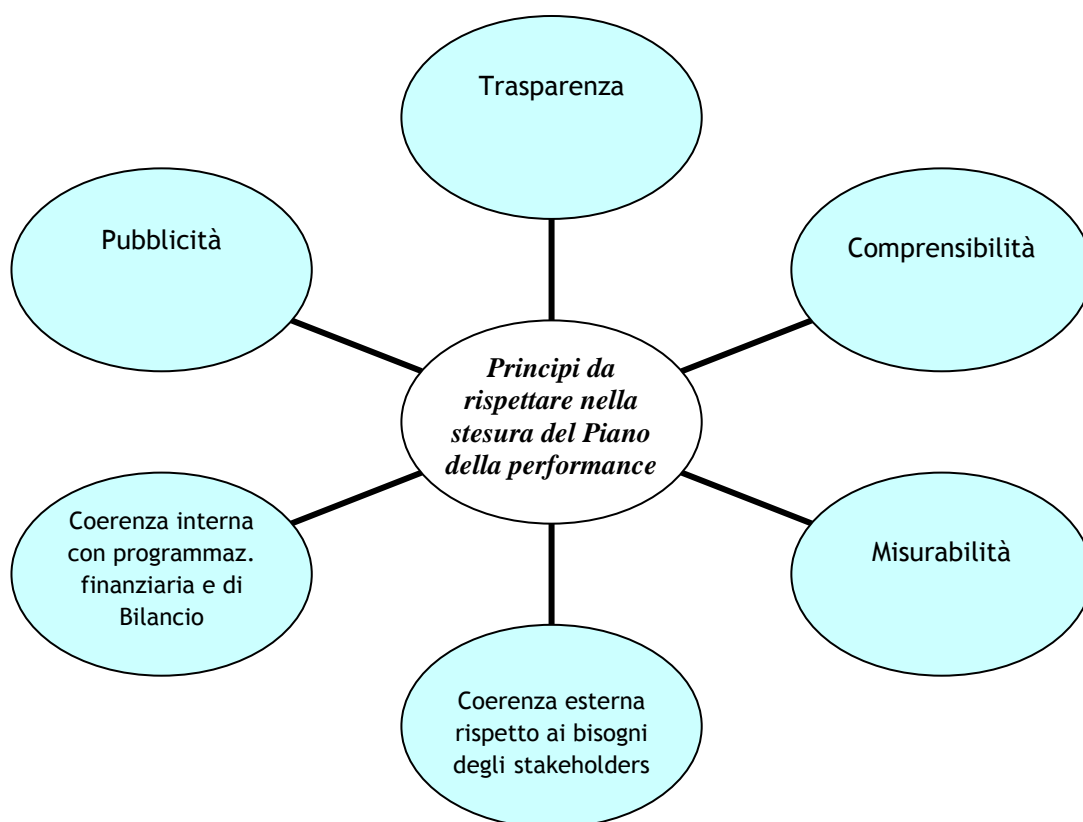 Trasparenza
Pubblicità
Comprensibilità
Principi da
rispettare nella
stesura del Piano
della performance
Coerenza interna
con programmaz.
finanziaria e di
Bilancio
Misurabilità
Coerenza esterna
rispetto ai bisogni
degli stakeholders